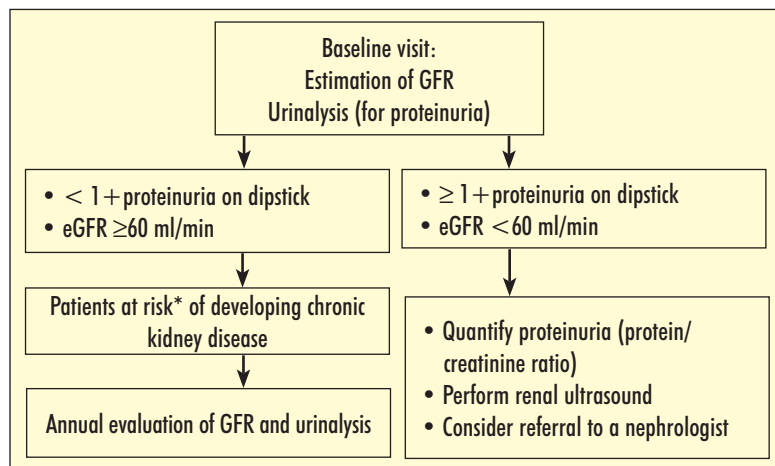 Baseline visit:
Estimation of GFR
Urinalysis (for proteinuria)
• < 1+proteinuria on dipstick
• eGFR ≥60 ml/min
• ≥ 1+proteinuria on dipstick
• eGFR <60 ml/min
Patients at risk* of developing chronic
kidney disease
Annual evaluation of GFR and urinalysis
• Quantify proteinuria (protein/
creatinine ratio)
• Perform renal ultrasound
• Consider referral to a nephrologist